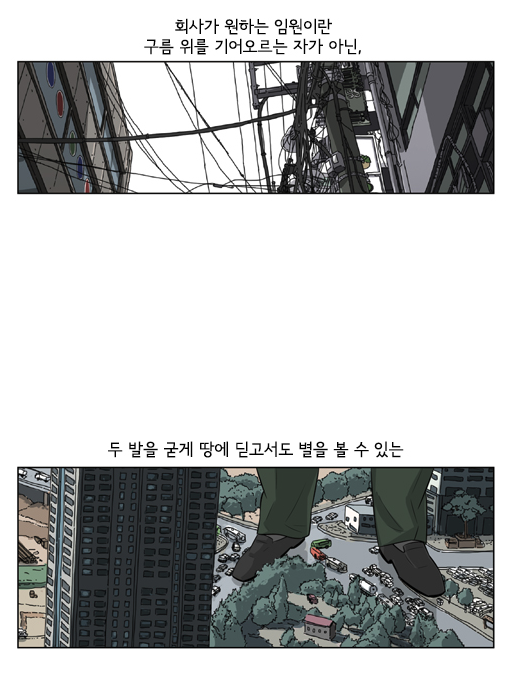 회사가 원하는 임원이란
구름 위를 기어오르는 자가 아닌,
두 발을 굳게 땅에 딛고서도 별을 볼 수 있는